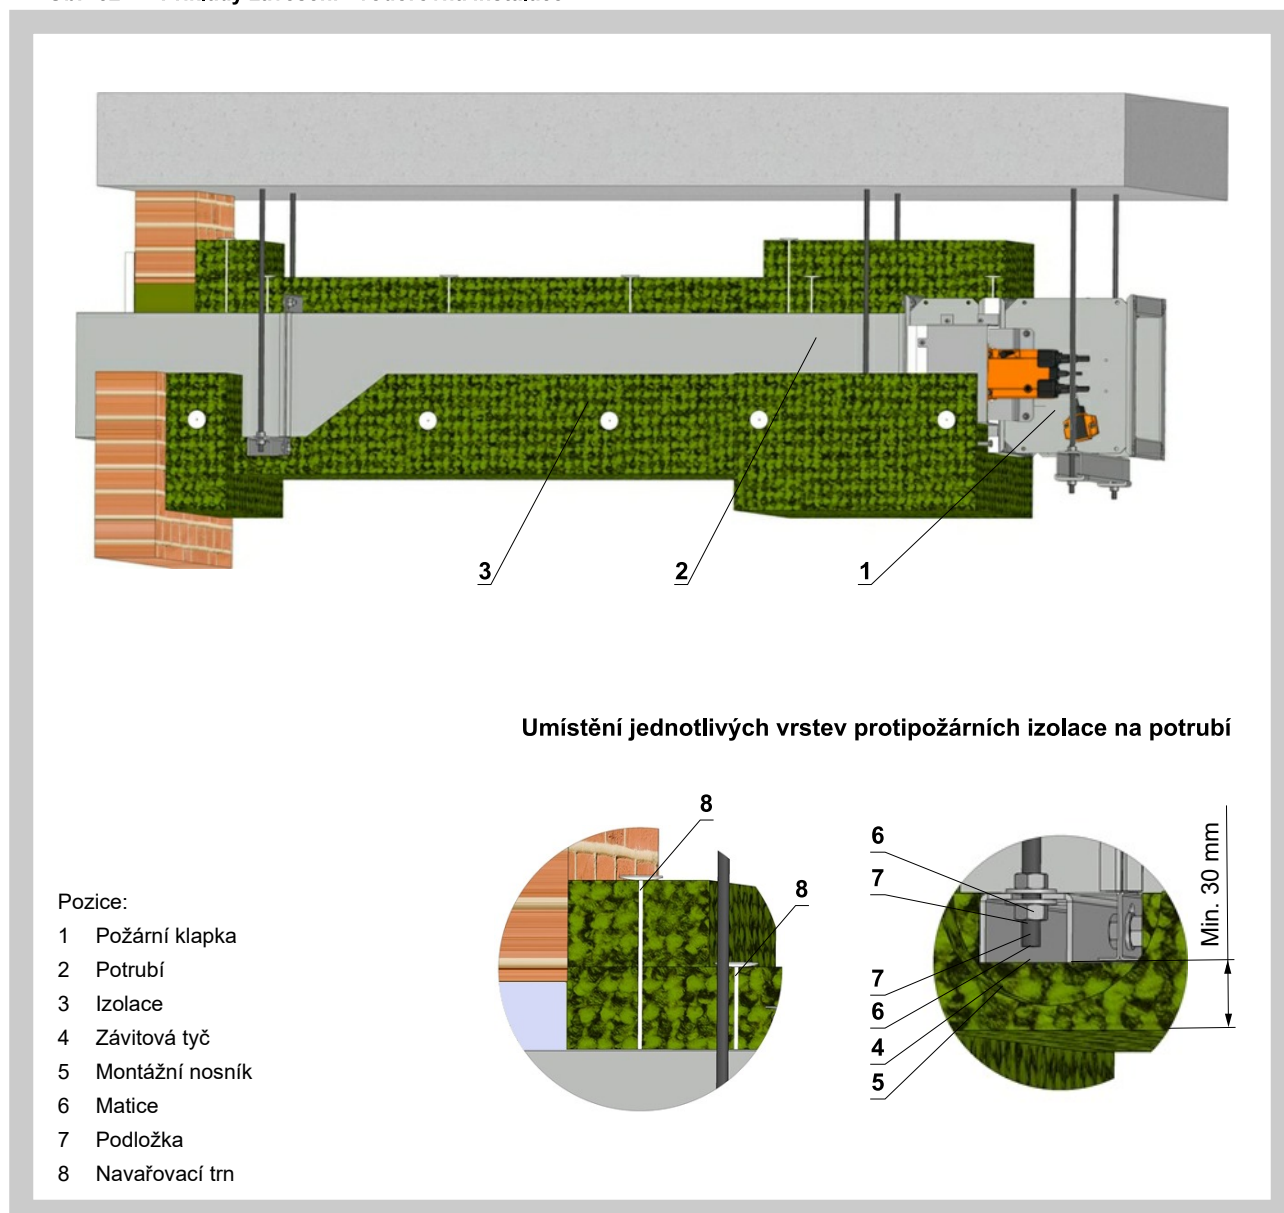 3
2
1
Umístění jednotlivých vrstev protipožárních izolace na potrubí
8
8
6
7
7
6
4
5
Min. 30 mm
Pozice:
1 Požární klapka
2 Potrubí
3 Izolace
4 Závitová tyč
5 Montážní nosník
6 Matice
7 Podložka
8 Navařovací trn